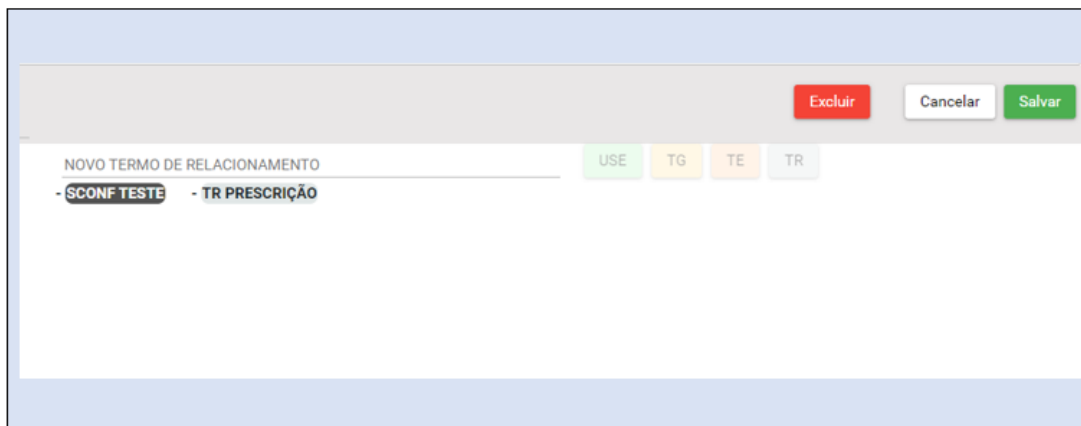 Excluir Cancelar Salvar
NOVO TERMO DE RELACIONAMENTO USE TG TE TR
- SCONF TESTE - TR PRESCRIÇÃO